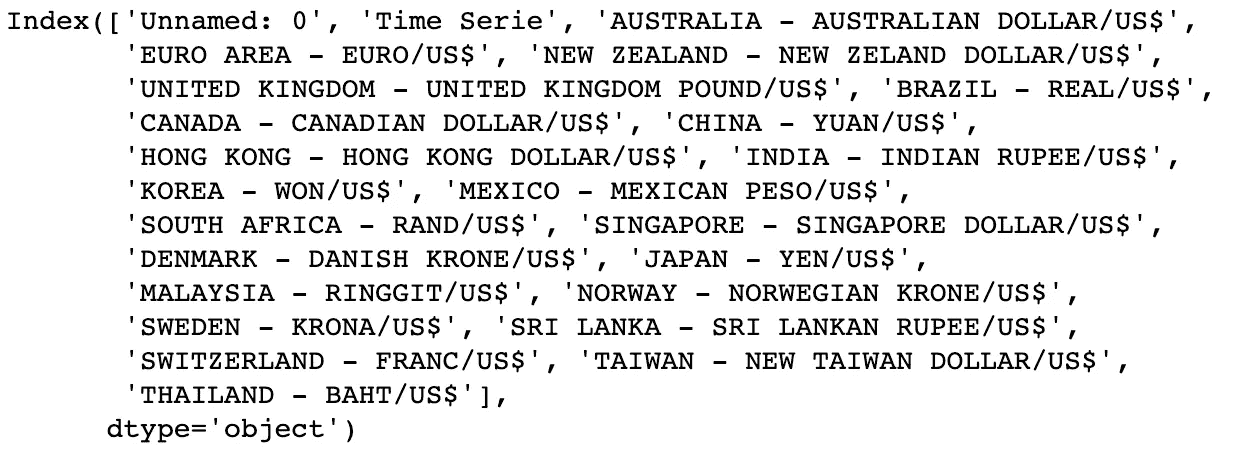 Index(['Unnamed: 0', 'Time Serie', 'AUSTRALIA - AUSTRALIAN DOLLAR/US$',
'EURO AREA - EURO/US$', 'NEW ZEALAND - NEW ZELAND DOLLAR/US$',
'UNITED KINGDOM - UNITED KINGDOM POUND/US$', 'BRAZIL - REAL/US$',
'CANADA - CANADIAN DOLLAR/US$', 'CHINA - YUAN/US$',
'HONG KONG - HONG KONG DOLLAR/US$', 'INDIA - INDIAN RUPEE/US$',
'KOREA - WON/US$', 'MEXICO - MEXICAN PESO/US$',
'SOUTH AFRICA - RAND/US$', 'SINGAPORE - SINGAPORE DOLLAR/US$',
'DENMARK - DANISH KRONE/US$', 'JAPAN - YEN/US$',
'MALAYSIA - RINGGIT/US$', 'NORWAY - NORWEGIAN KRONE/US$',
'SWEDEN - KRONA/US$', 'SRI LANKA - SRI LANKAN RUPEE/US$',
'SWITZERLAND - FRANC/US$', 'TAIWAN - NEW TAIWAN DOLLAR/US$',
'THAILAND - BAHT/US$'],
dtype='object')